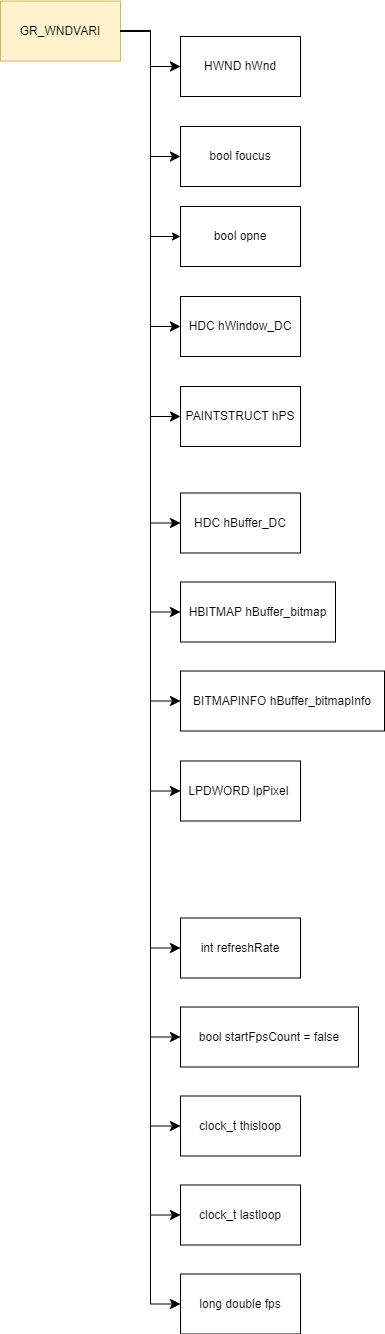 GR_WNDVARI
HWND hWnd
bool foucus
bool opne
HDC hWindow_DC
PAINTSTRUCT hPS
HDC hBuffer_DC
HBITMAP hBuffer_bitmap
BITMAPINFO hBuffer_bitmapInfo
LPDWORD lpPixel
int refreshRate
bool startFpsCount = false
clock_t thisloop
clock_t lastloop
long double fps